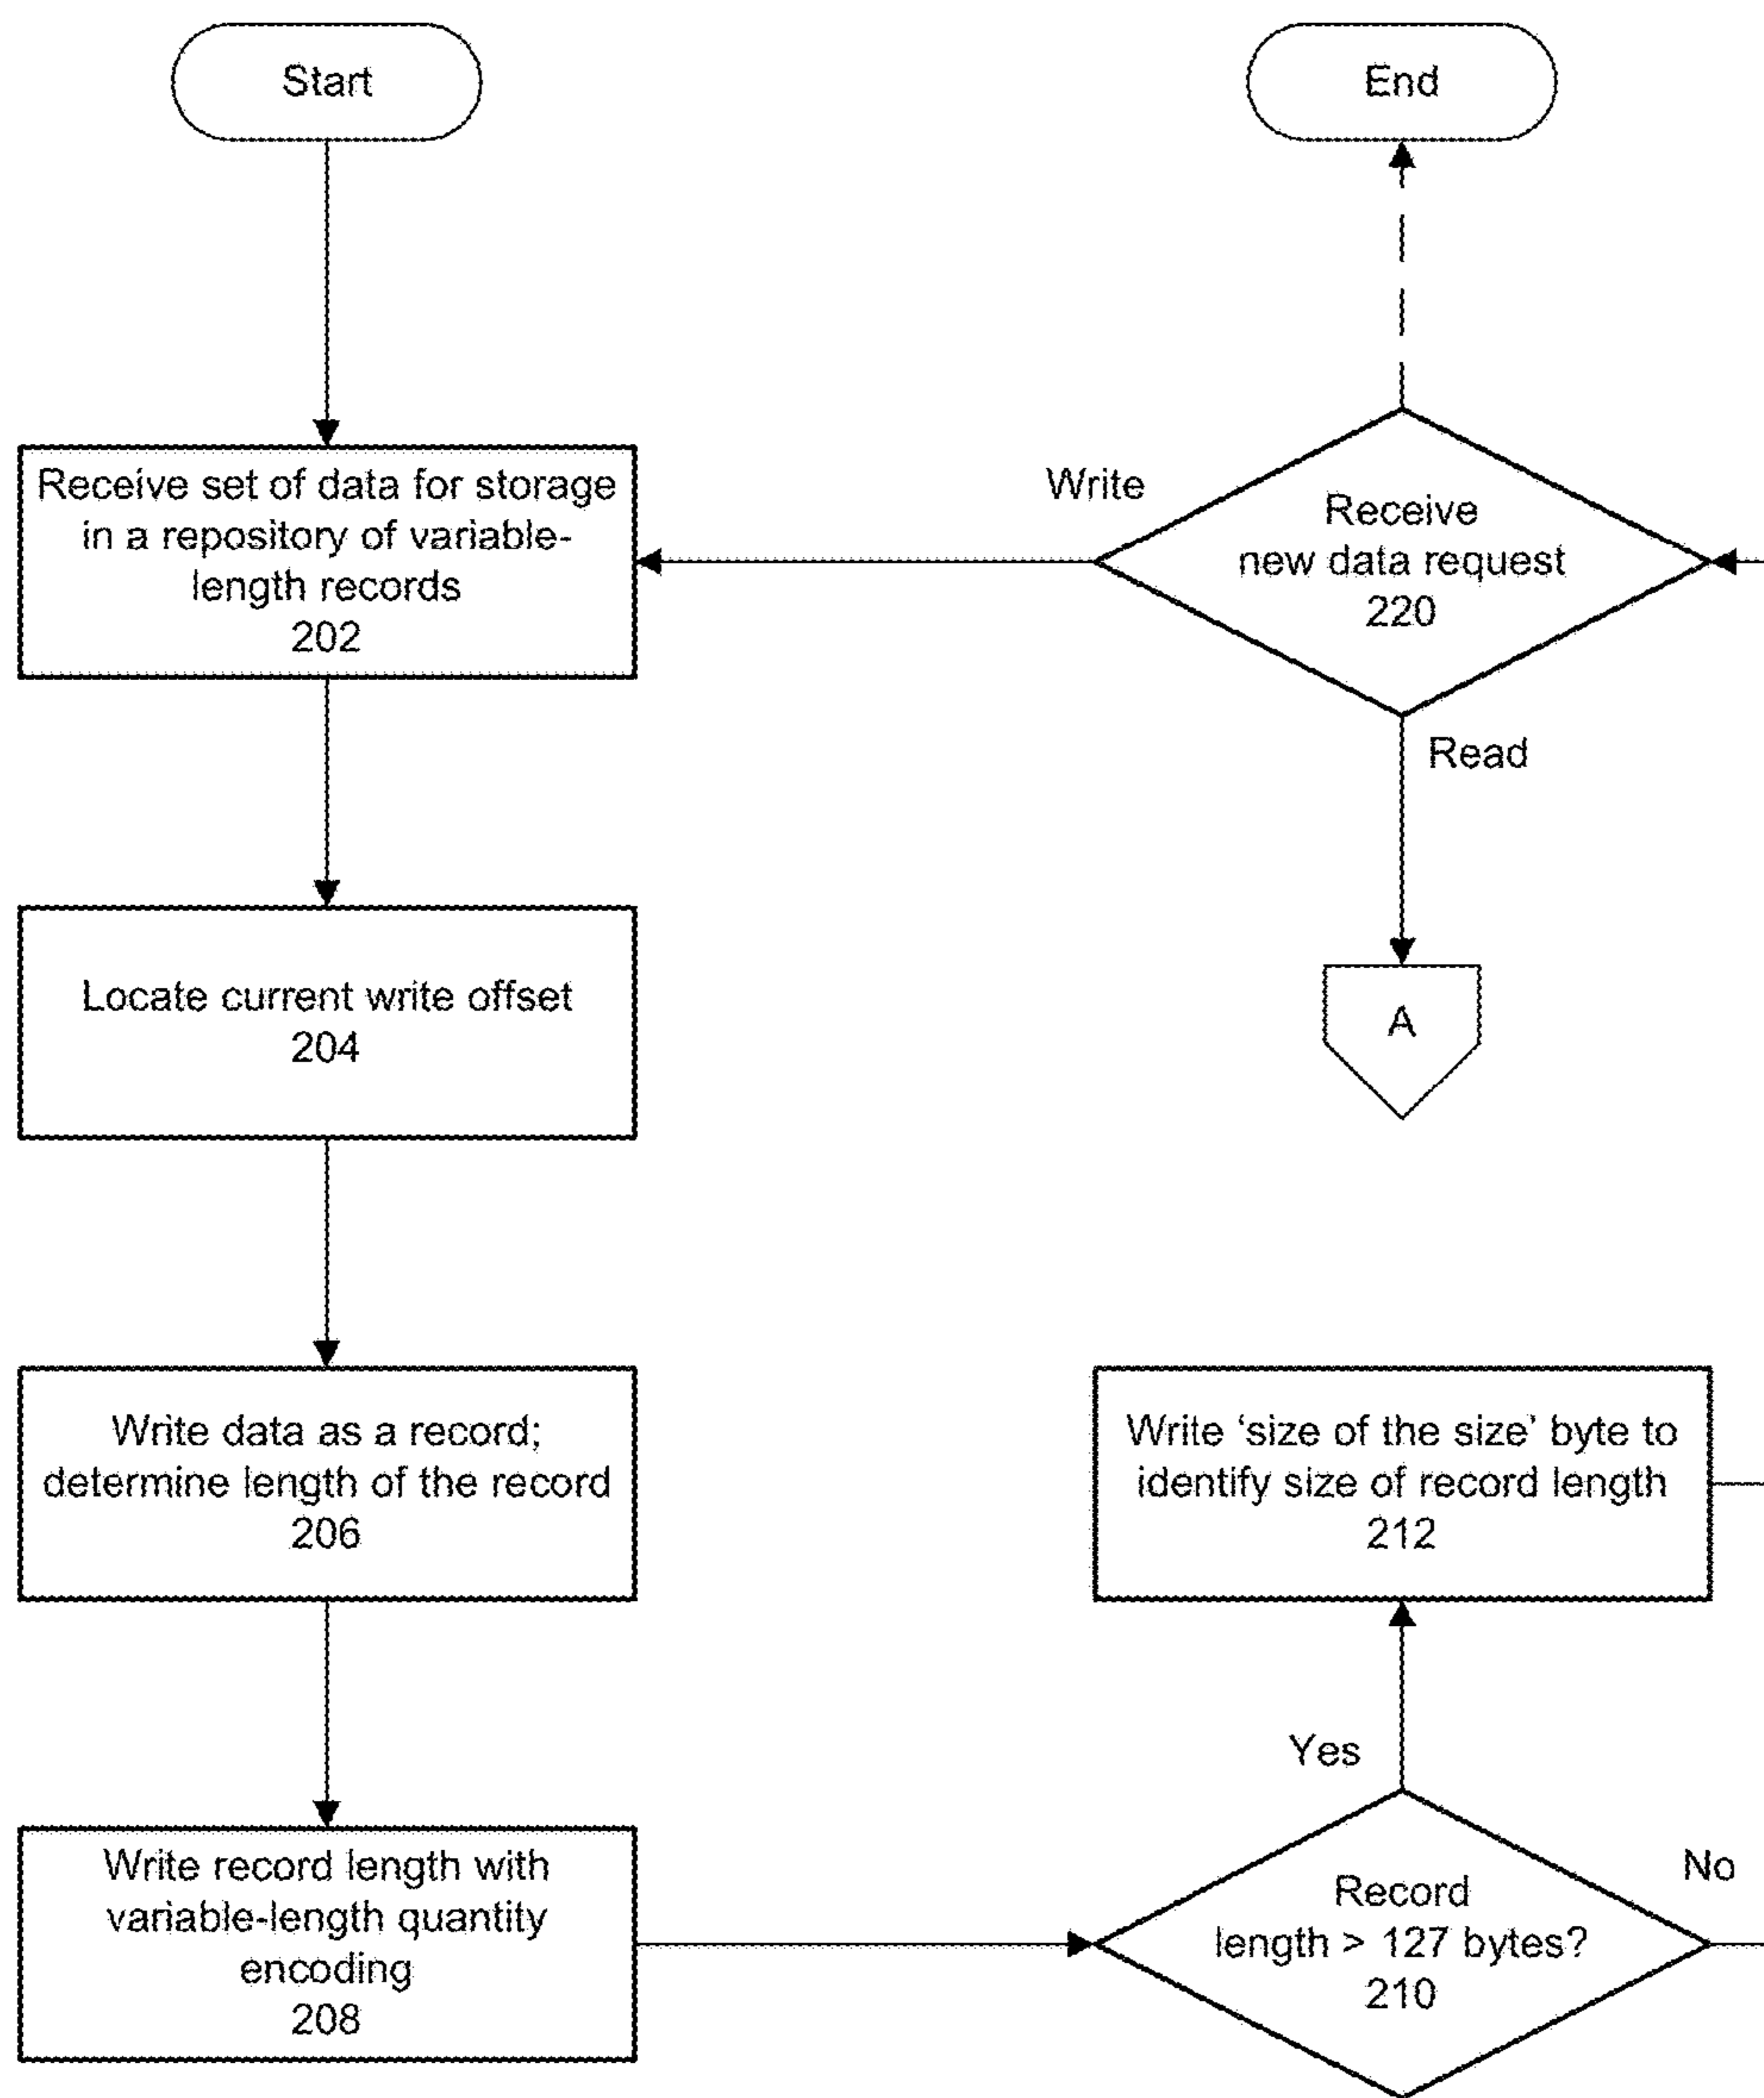 Start
End
Receive set of data for storage
in a repository of variable-
length records
202
Write
Receive
new data request
220
Read
Locate current write offset
204
A
Write data as a record;
determine length of the record
206
Write ‘size of the size’ byte to
identify size of record length
212
Yes
Write record length with
variable-length quantity
encoding
208
Record
length > 127 bytes?
210
No